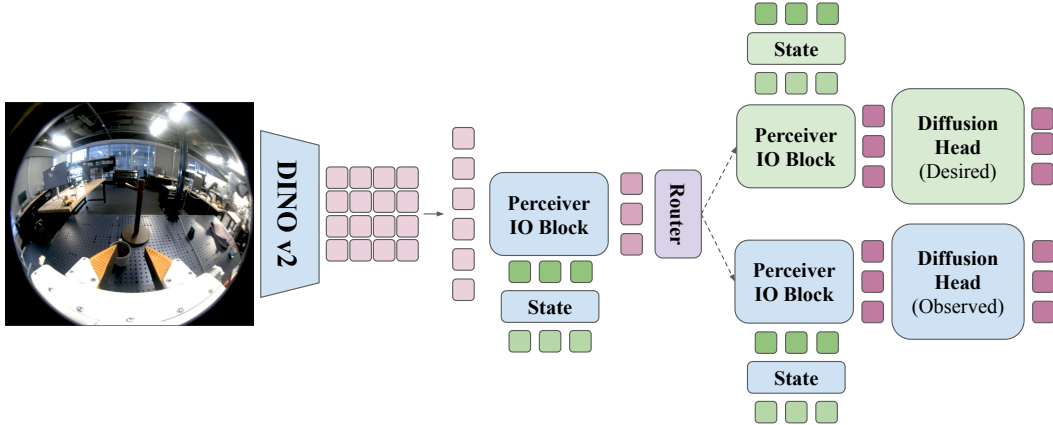 DINO v2
Perceiver
IO Block
State
Router
State
Perceiver
IO Block
Diffusion
Head
(Desired)
Perceiver
IO Block
Diffusion
Head
(Observed)
State